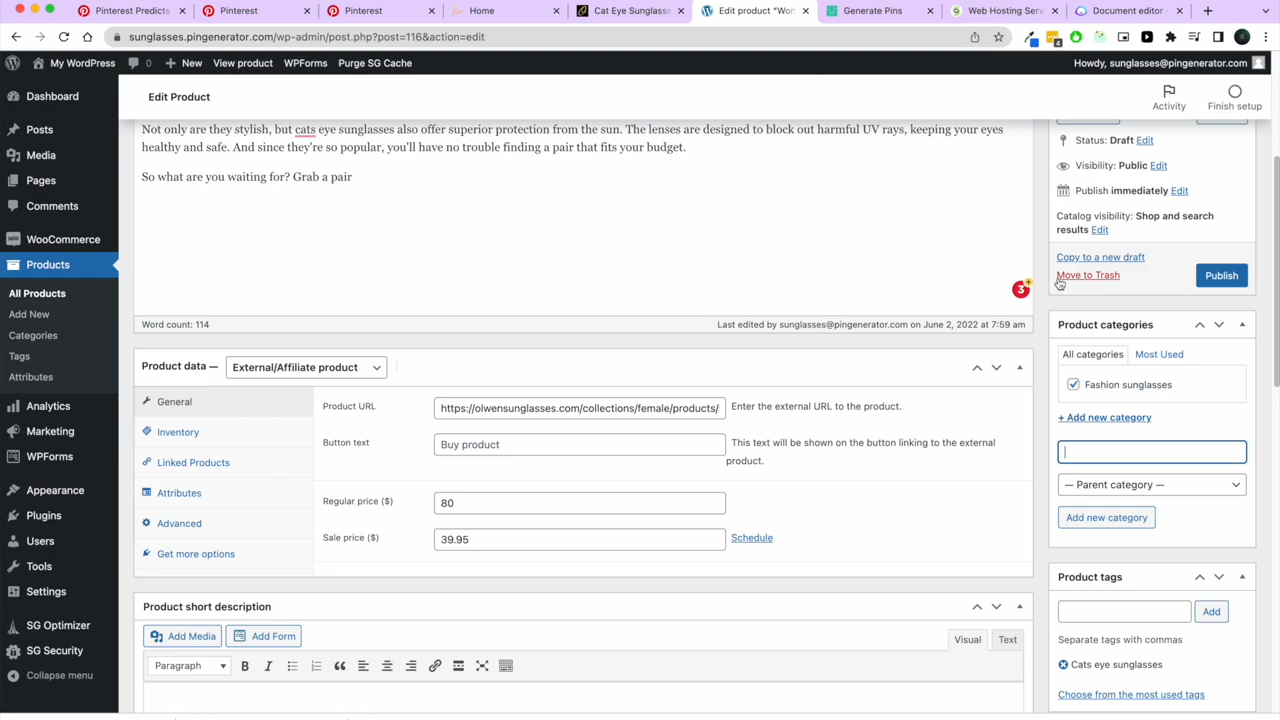 Pinterest Predicts
Pinterest
Pinterest
Home
Cat Eye Sunglasse
Edit product "Wom
Generate Pins
Web Hosting Serv
Document editor -
sunglasses.pingenerator.com/wp-admin/post.php?post=116&action=edit
My WordPress
0
New
View product
WPForms
Purge SG Cache
Howdy, sunglasses@pingenerator.com
Dashboard
Posts
Media
Pages
Comments
WooCommerce
Products
All Products
Add New
Categories
Tags
Attributes
Analytics
Marketing
WPForms
Appearance
Plugins
Users
Tools
Settings
SG Optimizer
SG Security
Collapse menu
Edit Product
Activity
Finish setup
Not only are they stylish, but cats eye sunglasses also offer superior protection from the sun. The lenses are designed to block out harmful UV rays, keeping your eyes
healthy and safe. And since they're so popular, you'll have no trouble finding a pair that fits your budget.
So what are you waiting for? Grab a pair
3
Word count: 114
Last edited by sunglasses@pingenerator.com on June 2, 2022 at 7:59 am
Product data —
External/Affiliate product
General
Inventory
Linked Products
Attributes
Advanced
Get more options
Product URL
https://olwensunglasses.com/collections/female/products/
Enter the external URL to the product.
Button text
Buy product
This text will be shown on the button linking to the external
product.
Regular price ($)
80
Sale price ($)
39.95
Schedule
Product short description
Add Media
Add Form
Visual
Text
Paragraph
Status: Draft Edit
Visibility: Public Edit
Publish immediately Edit
Catalog visibility: Shop and search
results Edit
Copy to a new draft
Move to Trash
Publish
Product categories
All categories
Most Used
Fashion sunglasses
+ Add new category
— Parent category —
Add new category
Product tags
Add
Separate tags with commas
Cats eye sunglasses
Choose from the most used tags